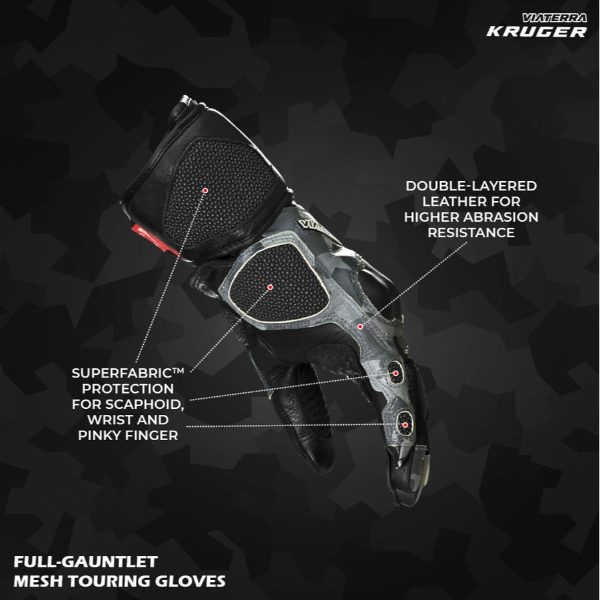 VIATERRA
KRUGER
DOUBLE-LAYERED
LEATHER FOR
HIGHER ABRASION
RESISTANCE
VIA
SUPERFABRIC™
PROTECTION
FOR SCAPHOID,
WRIST AND
PINKY FINGER
FULL-GAUNTLET
MESH TOURING GLOVES